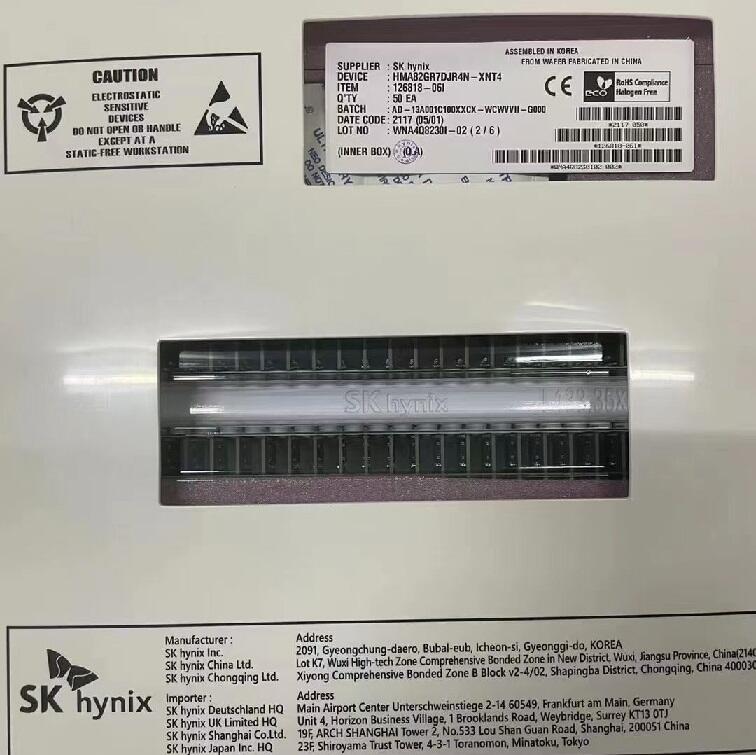 CAUTION
ELECTROSTATIC
SENSITIVE
DEVICES
DO NOT OPEN OR HANDLE
EXCEPT AT A
STATIC-FREE WORKSTATION
ASSEMBLED IN KOREA
FROM WAFER FABRICATED IN CHINA
SUPPLIER : SK hynix
DEVICE : HMA82GR7DJR4N-XNT4
ITEM : 126818-061
Q'TY : 50 EA
BATCH
DATE CODE : 2117 (05/01)
LOT NO : WNA4Q8230I-02 ( 2 / 6 )
(INNER BOX)
CE
eco
RoHS Compliance
Halogen Free
SK hynix
SK hynix
Manufacturer :
SK hynix Inc.
SK hynix China Ltd.
SK hynix Chongqing Ltd.
Importer :
SK hynix Deutschland HQ
SK hynix UK Limited HQ
SK hynix Shanghai Co.Ltd.
SK hynix Japan Inc. HQ
Address
2091, Gyeongchung-daero, Bubal-eub, Icheon-si, Gyeonggi-do, KOREA
Lot K7, Wuxi High-tech Zone Comprehensive Bonded Zone in New District, Wuxi, Jiangsu Province, China(2140
Xiyong Comprehensive Bonded Zone B Block v2-4/02, Shapingba District, Chongqing, China 40003
Address
Main Airport Center Unterschweinstiege 2-14 60549, Frankfurt am Main, Germany
Unit 4, Horizon Business Village, 1 Brooklands Road, Weybridge, Surrey KT13 0TJ
19F, ARCH SHANGHAI Tower 2, No.533 Lou Shan Guan Road, Shanghai, 200051 China
23F, Shiroyama Trust Tower, 4-3-1 Toranomon, Minatoku, Tokyo